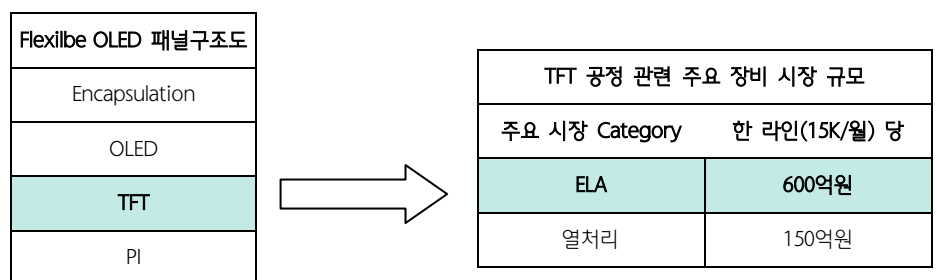 Flexilbe OLED 패널구조도
Encapsulation
OLED
TFT
PI
TFT 공정 관련 주요 장비 시장 규모
주요 시장 Category 한 라인(15K/월) 당
ELA 600억원
열처리 150억원